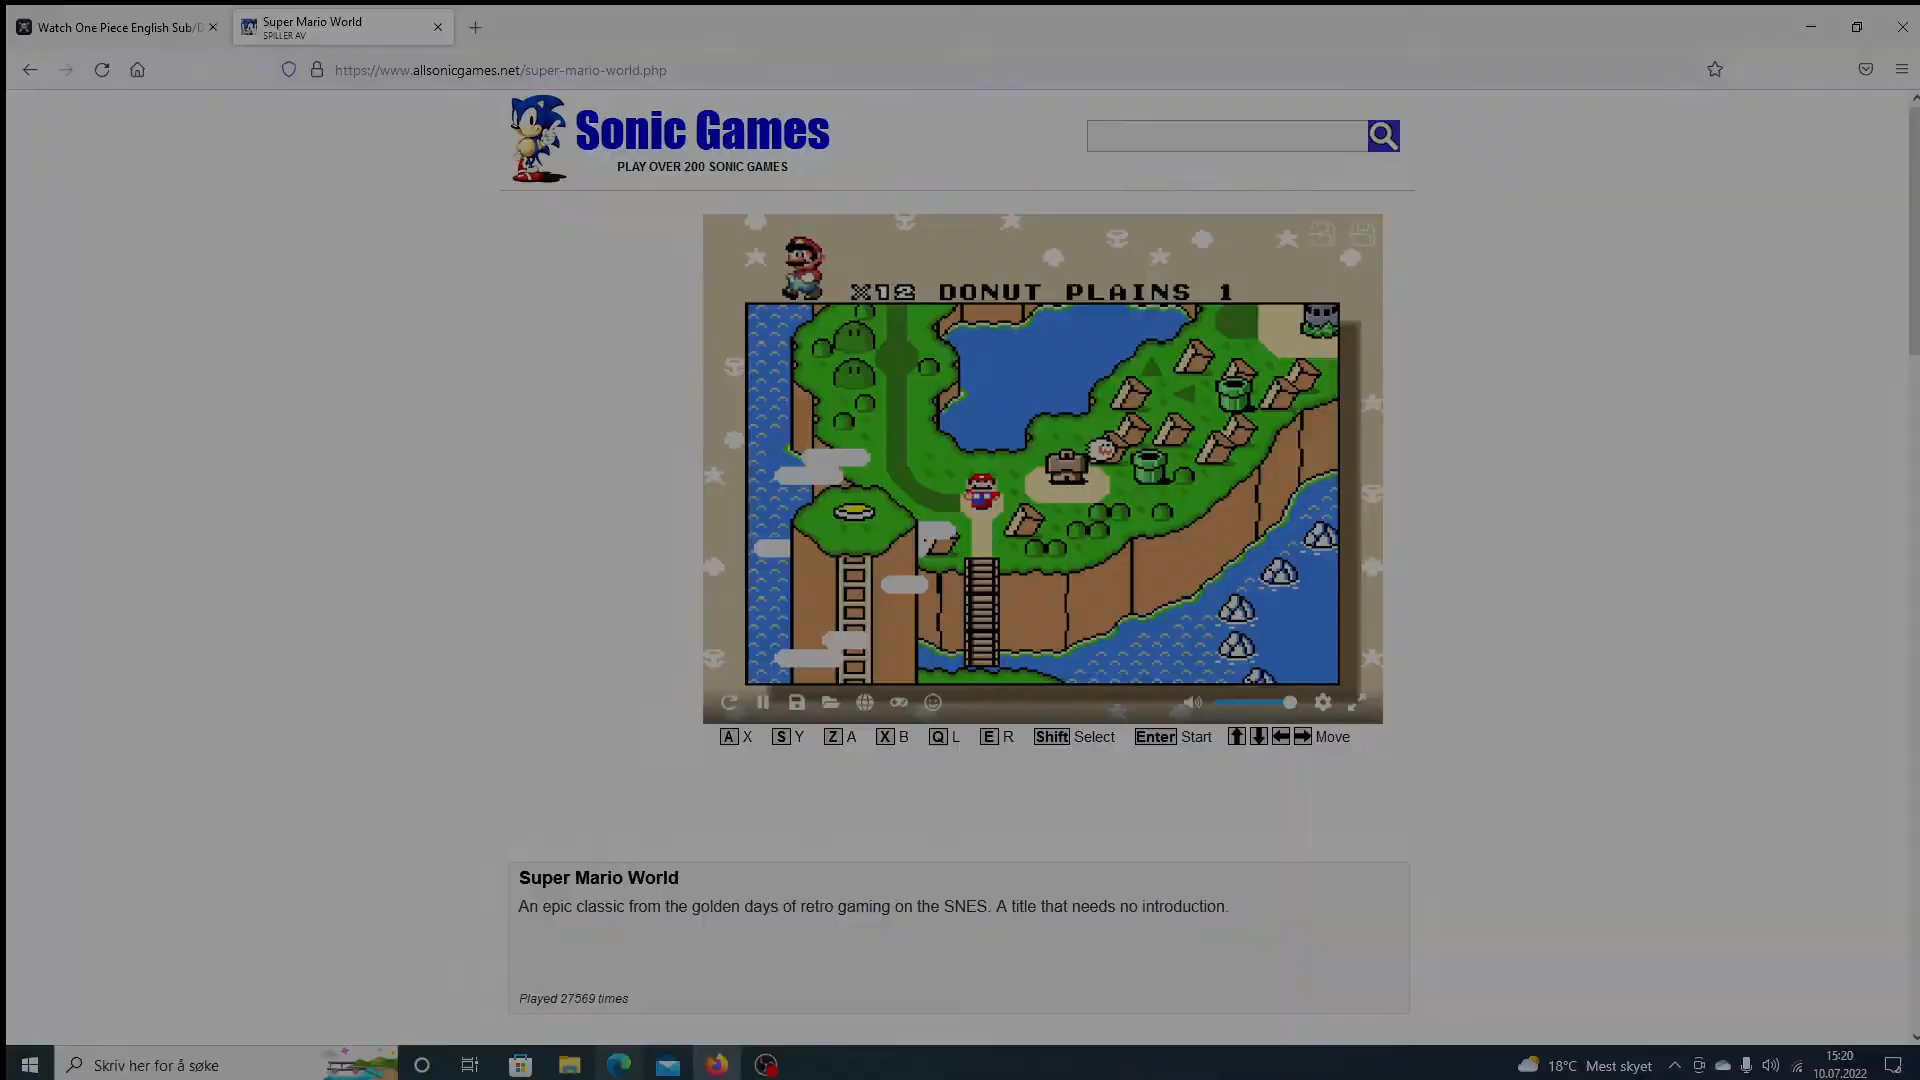 Watch One Piece English Sub/D
Super Mario World
SPILLER AV
https://www.allsonicgames.net/super-mario-world.php
Sonic Games
PLAY OVER 200 SONIC GAMES
X12 DONUT PLAINS 1
A X S Y Z A X B Q L E R Shift Select Enter Start Move
Super Mario World
An epic classic from the golden days of retro gaming on the SNES. A title that needs no introduction.
Played 27569 times
Skriv her for å søke
18°C Mest skyet
15:20
10.07.2022